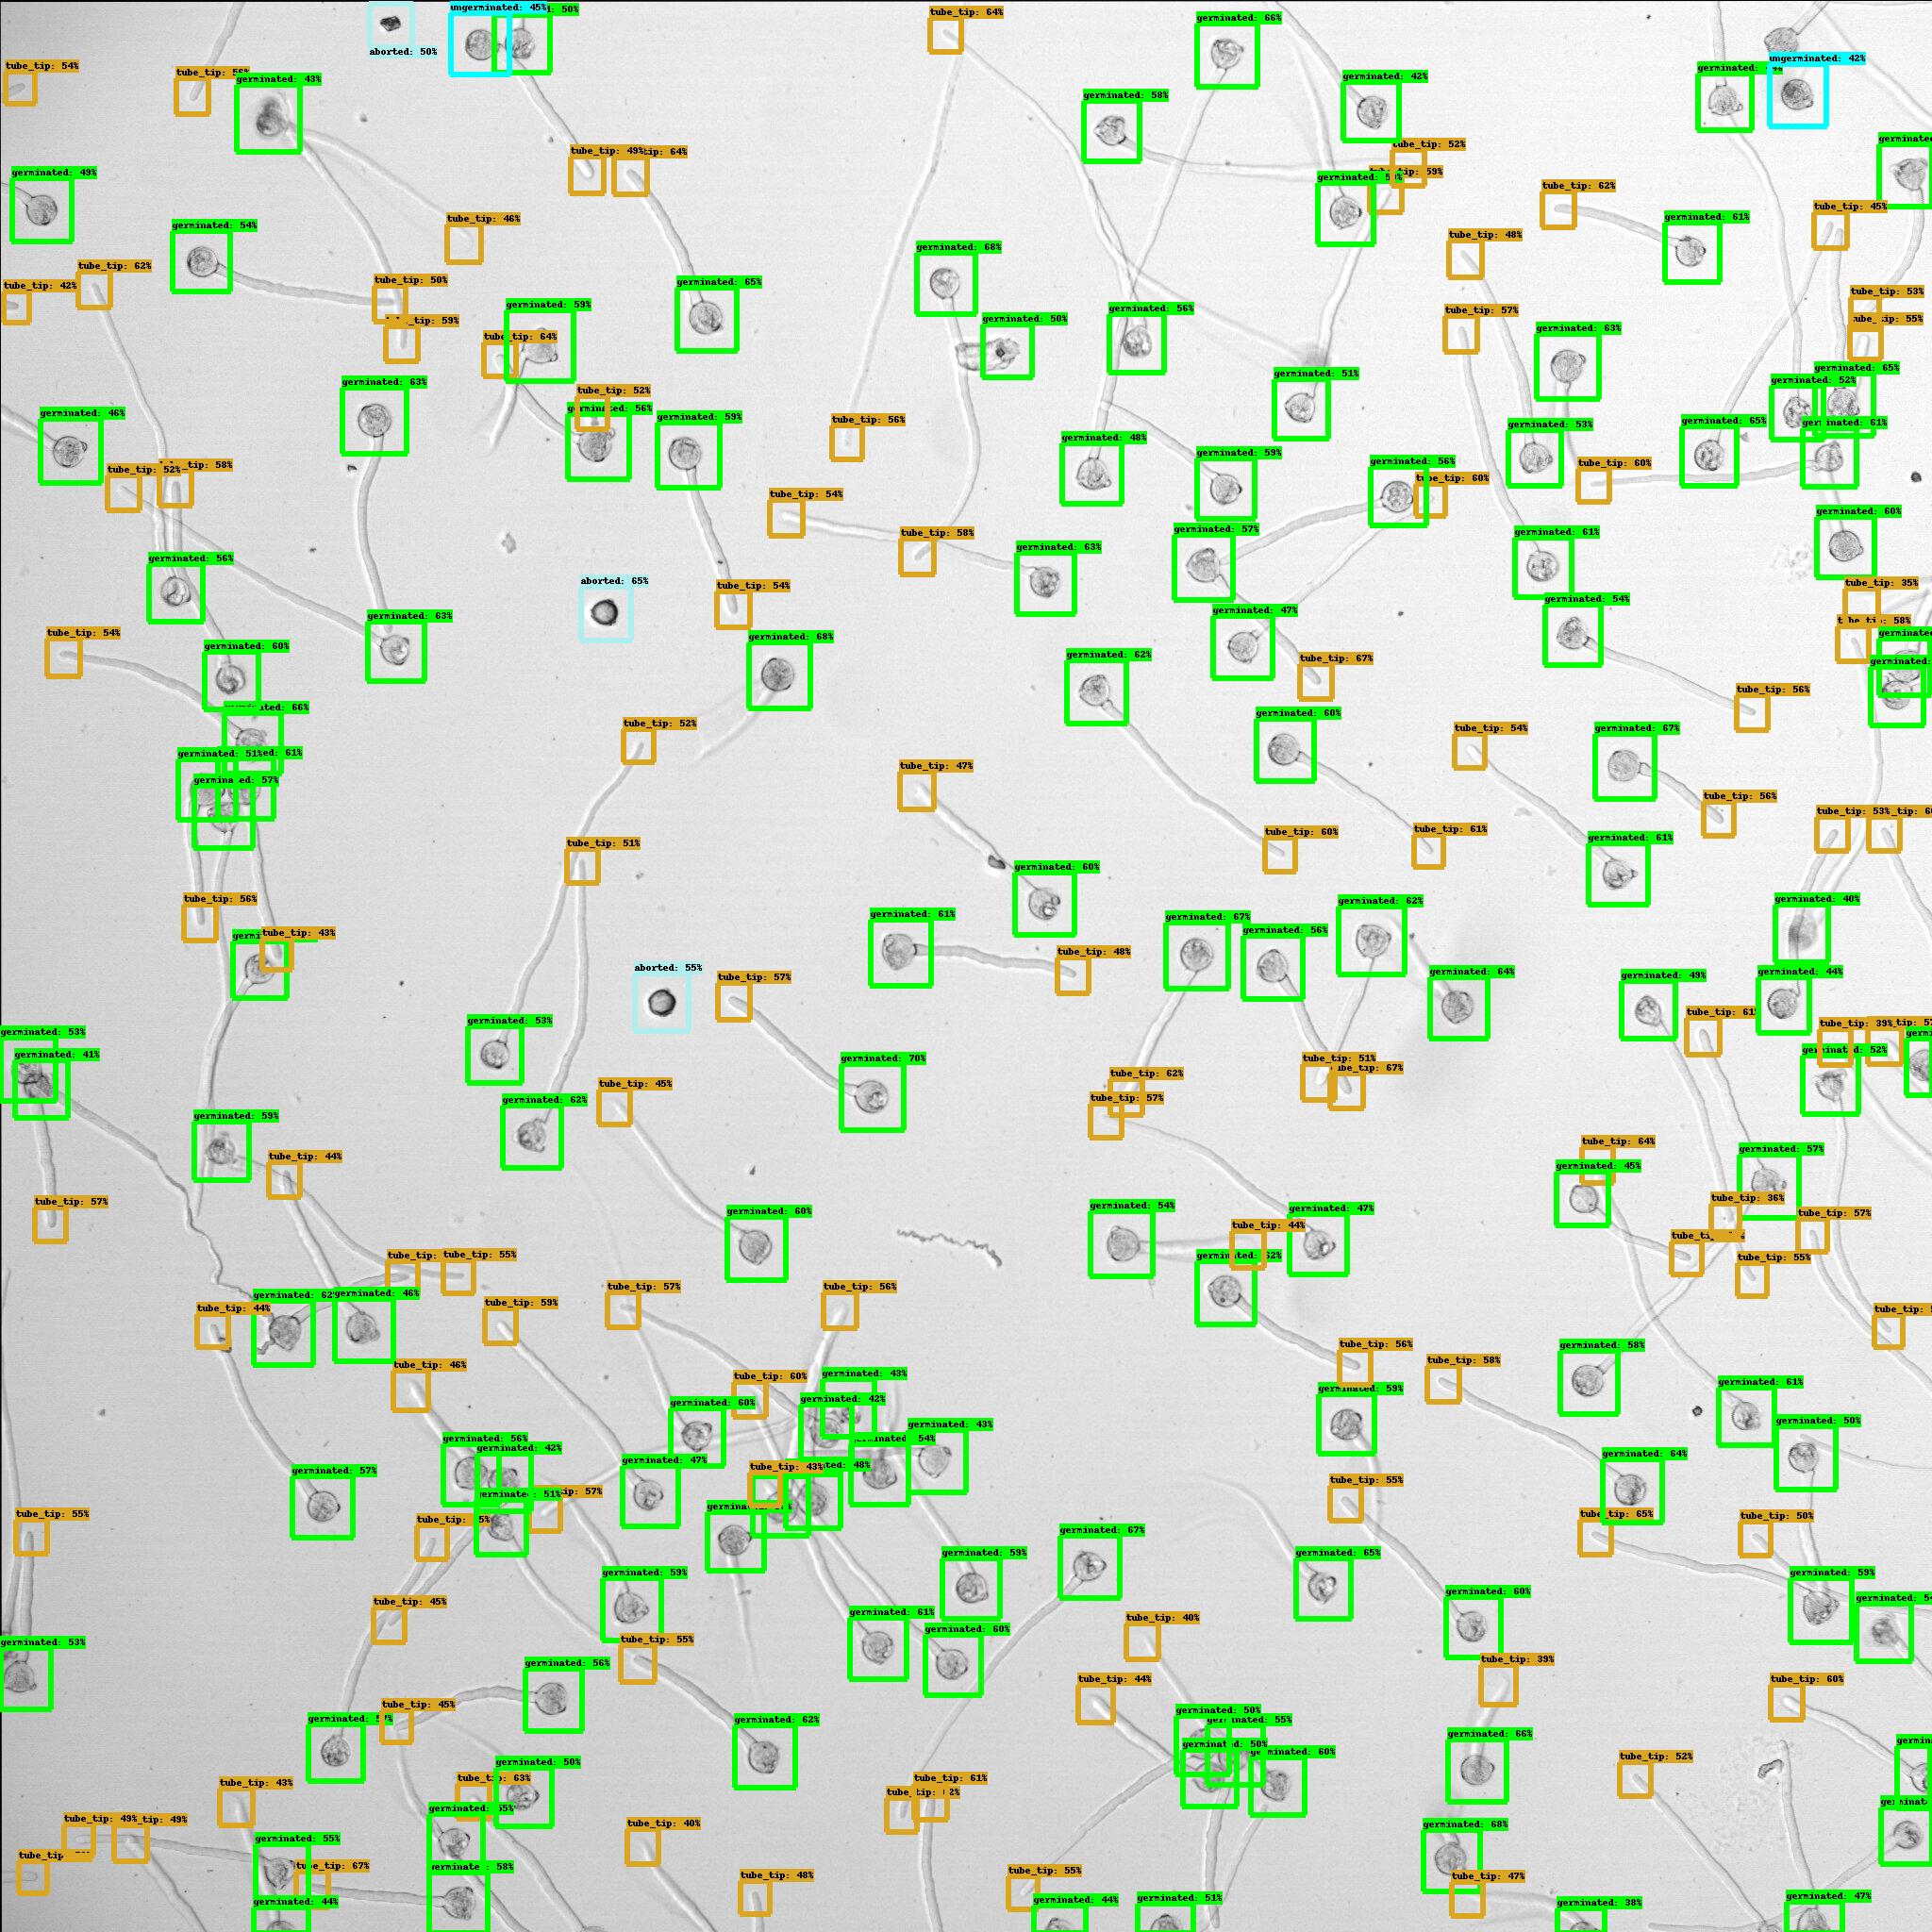 ungerminated: 45%
tube_tip: 64%
germinated: 66%
aborted: 50%
tube_tip: 54%
germinated: 43%
germinated: 42%
ungerminated: 42%
germinated: 58%
tube_tip: 52%
tube_tip: 49%
germinated: 49%
tube_tip: 62%
tube_tip: 46%
germinated: 61%
tube_tip: 45%
germinated: 54%
tube_tip: 48%
germinated: 68%
tube_tip: 62%
tube_tip: 50%
germinated: 65%
tube_tip: 42%
tube_tip: 53%
germinated: 59%
germinated: 56%
tube_tip: 57%
tube_tip: 59%
germinated: 50%
tube_tip: 64%
germinated: 63%
germinated: 51%
germinated: 65%
germinated: 63%
tube_tip: 52%
germinated: 52%
germinated: 46%
germinated: 59%
tube_tip: 56%
germinated: 65%
germinated: 53%
germinated: 48%
germinated: 59%
germinated: 56%
tube_tip: 60%
tube_tip: 52%
tube_tip: 54%
germinated: 60%
germinated: 57%
tube_tip: 58%
germinated: 61%
germinated: 63%
germinated: 56%
aborted: 65%
tube_tip: 54%
tube_tip: 35%
germinated: 54%
germinated: 47%
germinated: 63%
tube_tip: 54%
germinated: 68%
germinated: 60%
germinated: 62%
tube_tip: 67%
tube_tip: 56%
germinated: 60%
tube_tip: 52%
tube_tip: 54%
germinated: 67%
germinated: 51%
tube_tip: 47%
tube_tip: 56%
tube_tip: 53%
tube_tip: 60%
tube_tip: 61%
germinated: 61%
tube_tip: 51%
germinated: 60%
tube_tip: 56%
germinated: 62%
germinated: 40%
germinated: 61%
germinated: 67%
germinated: 56%
tube_tip: 43%
tube_tip: 48%
aborted: 55%
tube_tip: 57%
germinated: 64%
germinated: 49%
germinated: 44%
germinated: 53%
germinated: 53%
tube_tip: 39%
germinated: 41%
germinated: 70%
tube_tip: 51%
tube_tip: 62%
tube_tip: 45%
germinated: 62%
tube_tip: 57%
germinated: 59%
tube_tip: 64%
tube_tip: 44%
germinated: 45%
germinated: 57%
tube_tip: 57%
germinated: 60%
germinated: 54%
germinated: 47%
tube_tip: 36%
tube_tip: 44%
tube_tip: 57%
tube_tip: 55%
tube_tip: 55%
tube_tip: 57%
tube_tip: 56%
germinated: 46%
tube_tip: 44%
tube_tip: 59%
tube_tip: 56%
germinated: 58%
tube_tip: 46%
tube_tip: 58%
germinated: 43%
tube_tip: 60%
germinated: 61%
germinated: 59%
germinated: 42%
germinated: 60%
germinated: 43%
germinated: 50%
germinated: 56%
germinated: 42%
germinated: 64%
germinated: 47%
germinated: 57%
tube_tip: 43%
tube_tip: 55%
tube_tip: 55%
tube_tip: 65%
tube_tip: 50%
germinated: 67%
germinated: 59%
germinated: 65%
germinated: 59%
germinated: 59%
germinated: 60%
tube_tip: 45%
germinated: 61%
tube_tip: 40%
germinated: 60%
tube_tip: 55%
germinated: 53%
germinated: 56%
tube_tip: 39%
tube_tip: 44%
tube_tip: 60%
tube_tip: 45%
germinated: 50%
germinated: 62%
germinated: 66%
germinated: 60%
tube_tip: 52%
germinated: 50%
tube_tip: 61%
tube_tip: 43%
tube_tip: 49%
tube_tip: 40%
germinated: 68%
germinated: 55%
tube_tip: 67%
tube_tip: 55%
tube_tip: 48%
tube_tip: 47%
germinated: 44%
germinated: 44%
germinated: 51%
germinated: 38%
germinated: 47%